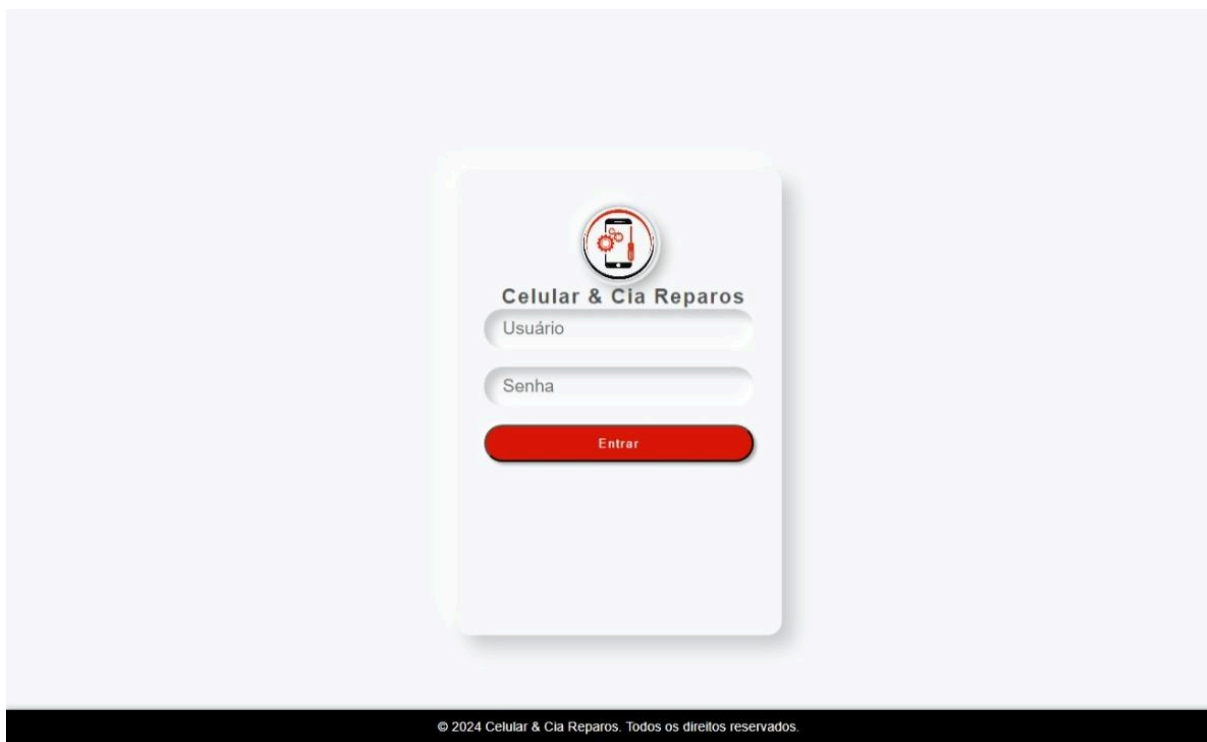 Celular & Cia Reparos
Usuário
Senha
Entrar
© 2024 Celular & Cia Reparos. Todos os direitos reservados.